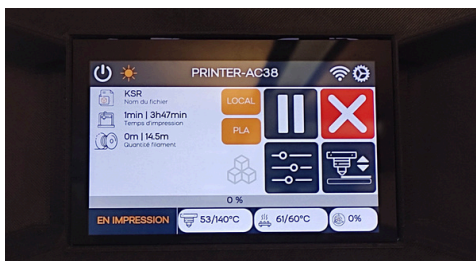 PRINTER-AC38
KSR
Nom du fichier
LOCAL
1min | 3h47min
Temps d'impression
PLA
0m | 14.5m
Quantité filament
0 %
EN IMPRESSION
53/140°C
61/60°C
0%